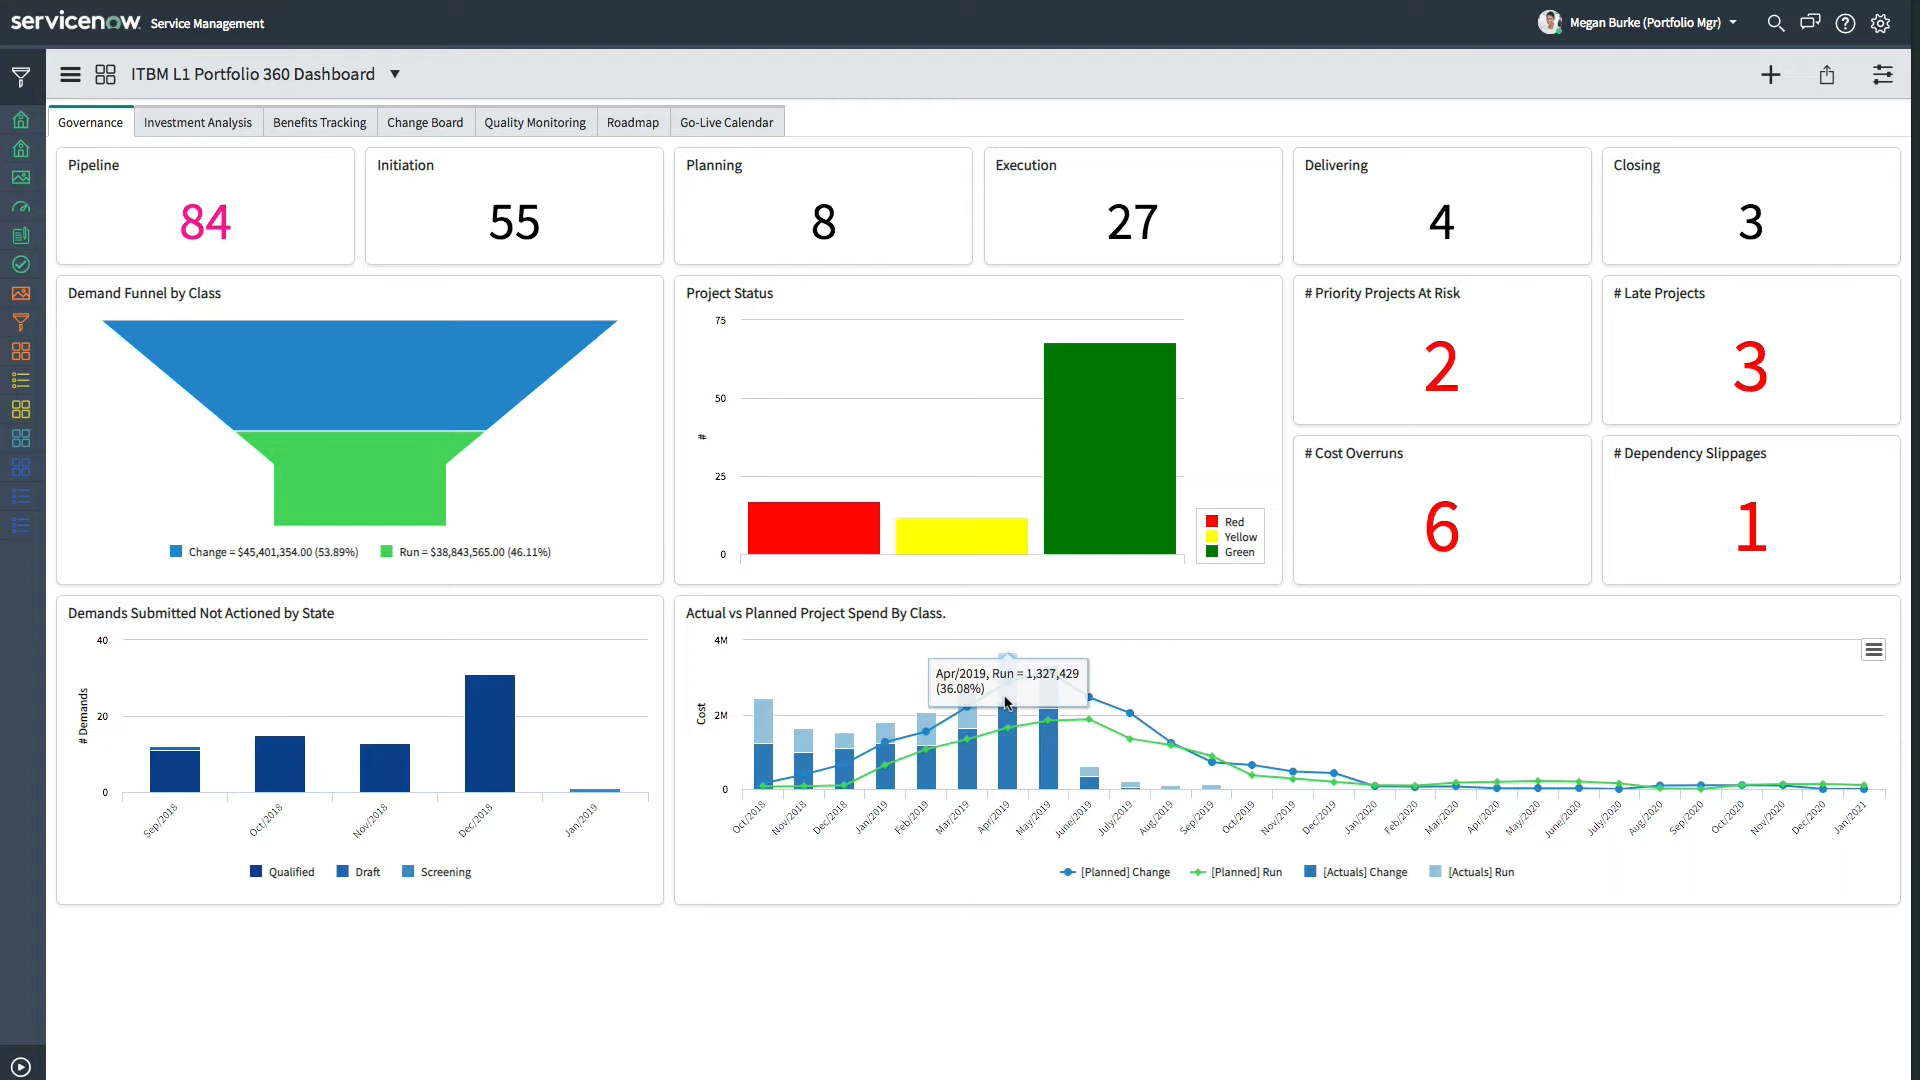 servicenow Service Management
Megan Burke (Portfolio Mgr)
ITBM L1 Portfolio 360 Dashboard
Governance
Investment Analysis
Benefits Tracking
Change Board
Quality Monitoring
Roadmap
Go-Live Calendar
Pipeline
84
Initiation
55
Planning
8
Execution
27
Delivering
4
Closing
3
Demand Funnel by Class
Change = $45,401,354.00 (53.89%)
Run = $38,843,565.00 (46.11%)
Project Status
75
50
25
0
#
Red
Yellow
Green
# Priority Projects At Risk
2
# Late Projects
3
# Cost Overruns
6
# Dependency Slippages
1
Demands Submitted Not Actioned by State
40
20
0
# Demands
Sep/2018
Oct/2018
Nov/2018
Dec/2018
Jan/2019
Qualified
Draft
Screening
Actual vs Planned Project Spend By Class.
4M
2M
0
Cost
Apr/2019, Run = 1,327,429
(36.08%)
Oct/2018
Nov/2018
Dec/2018
Jan/2019
Feb/2019
Mar/2019
Apr/2019
May/2019
June/2019
July/2019
Aug/2019
Sep/2019
Oct/2019
Nov/2019
Dec/2019
Jan/2020
Feb/2020
Mar/2020
Apr/2020
May/2020
June/2020
July/2020
Aug/2020
Sep/2020
Oct/2020
Nov/2020
Dec/2020
Jan/2021
[Planned] Change
[Planned] Run
[Actuals] Change
[Actuals] Run